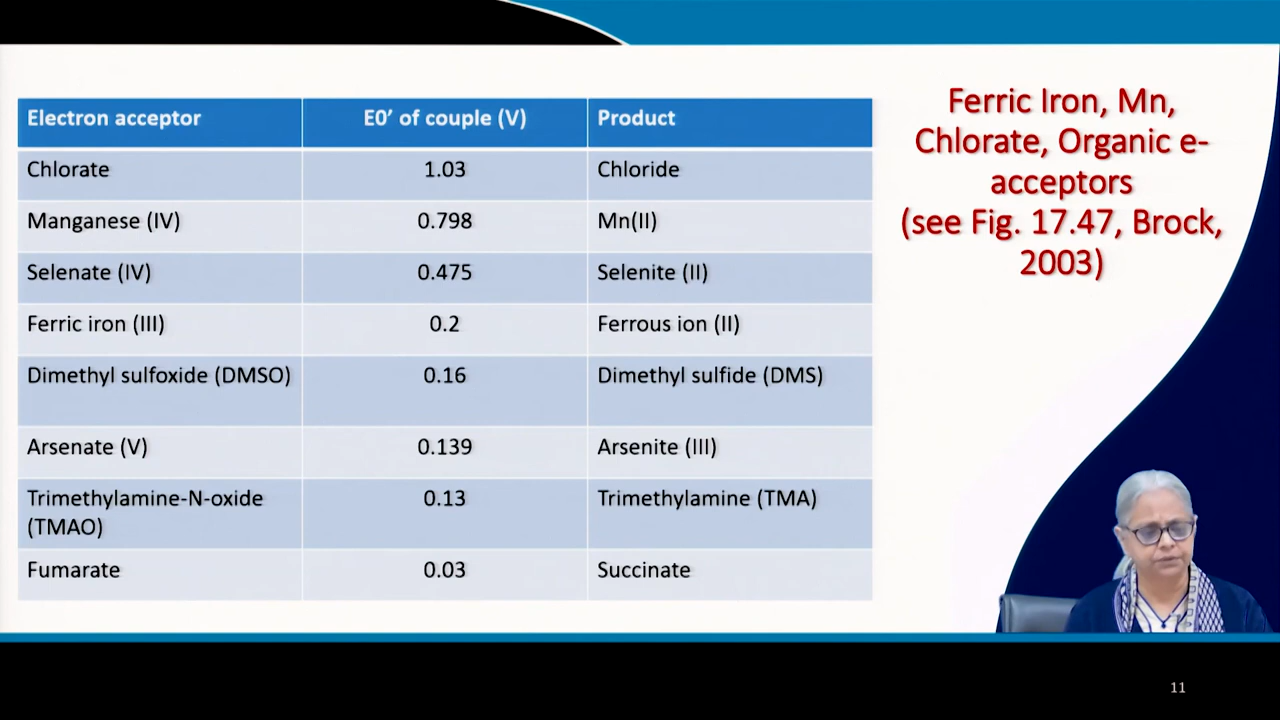 Electron acceptor E0' of couple (V) Product
Chlorate 1.03 Chloride
Manganese (IV) 0.798 Mn(II)
Selenate (IV) 0.475 Selenite (II)
Ferric iron (III) 0.2 Ferrous ion (II)
Dimethyl sulfoxide (DMSO) 0.16 Dimethyl sulfide (DMS)
Arsenate (V) 0.139 Arsenite (III)
Trimethylamine-N-oxide 0.13 Trimethylamine (TMA)
(TMAO)
Fumarate 0.03 Succinate
Ferric Iron, Mn,
Chlorate, Organic e-
acceptors
(see Fig. 17.47, Brock,
2003)
11